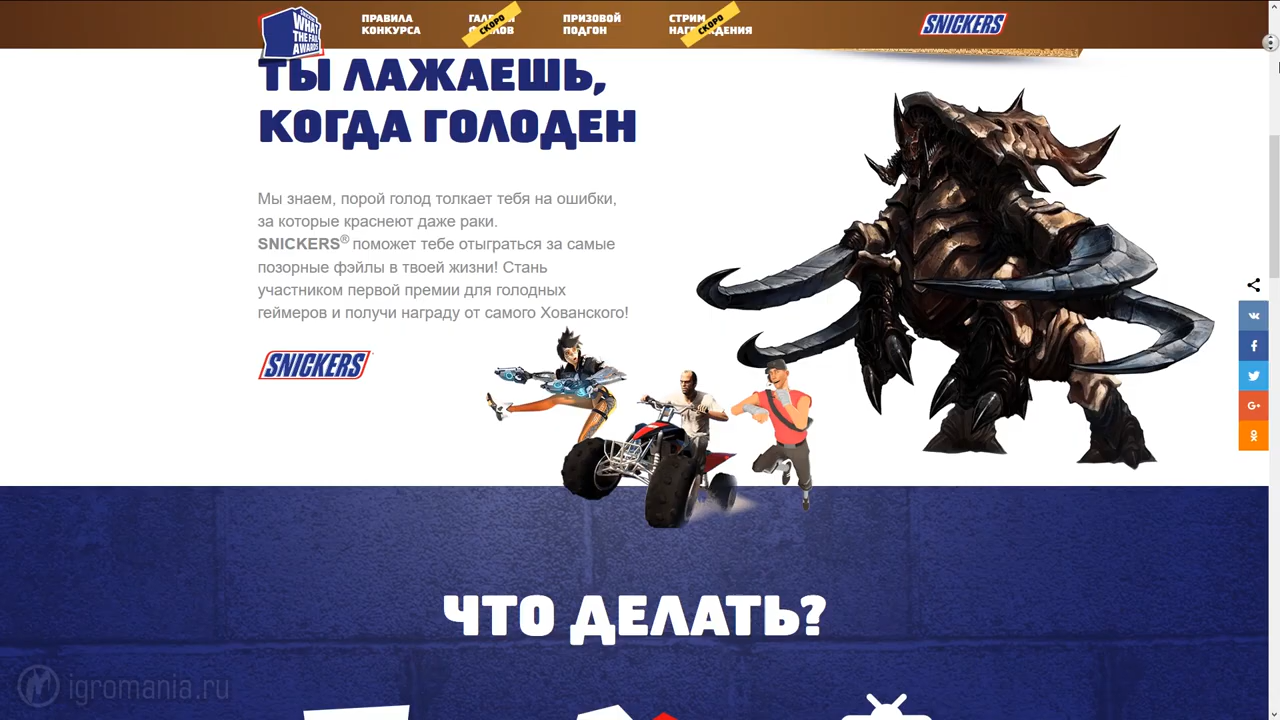 WHAT
THE FAIL
AWARDS
ПРАВИЛА
КОНКУРСА
СКОРО
ПРИЗОВОЙ
ПОДГОН
СТРИМ
СКОРО
SNICKERS
ТЫ ЛАЖАЕШЬ,
КОГДА ГОЛОДЕН
Мы знаем, порой голод толкает тебя на ошибки,
за которые краснеют даже раки.
SNICKERS® поможет тебе отыграться за самые
позорные фэйлы в твоей жизни! Стань
участником первой премии для голодных
геймеров и получи награду от самого Хованского!
SNICKERS
ЧТО ДЕЛАТЬ?
igromania.ru